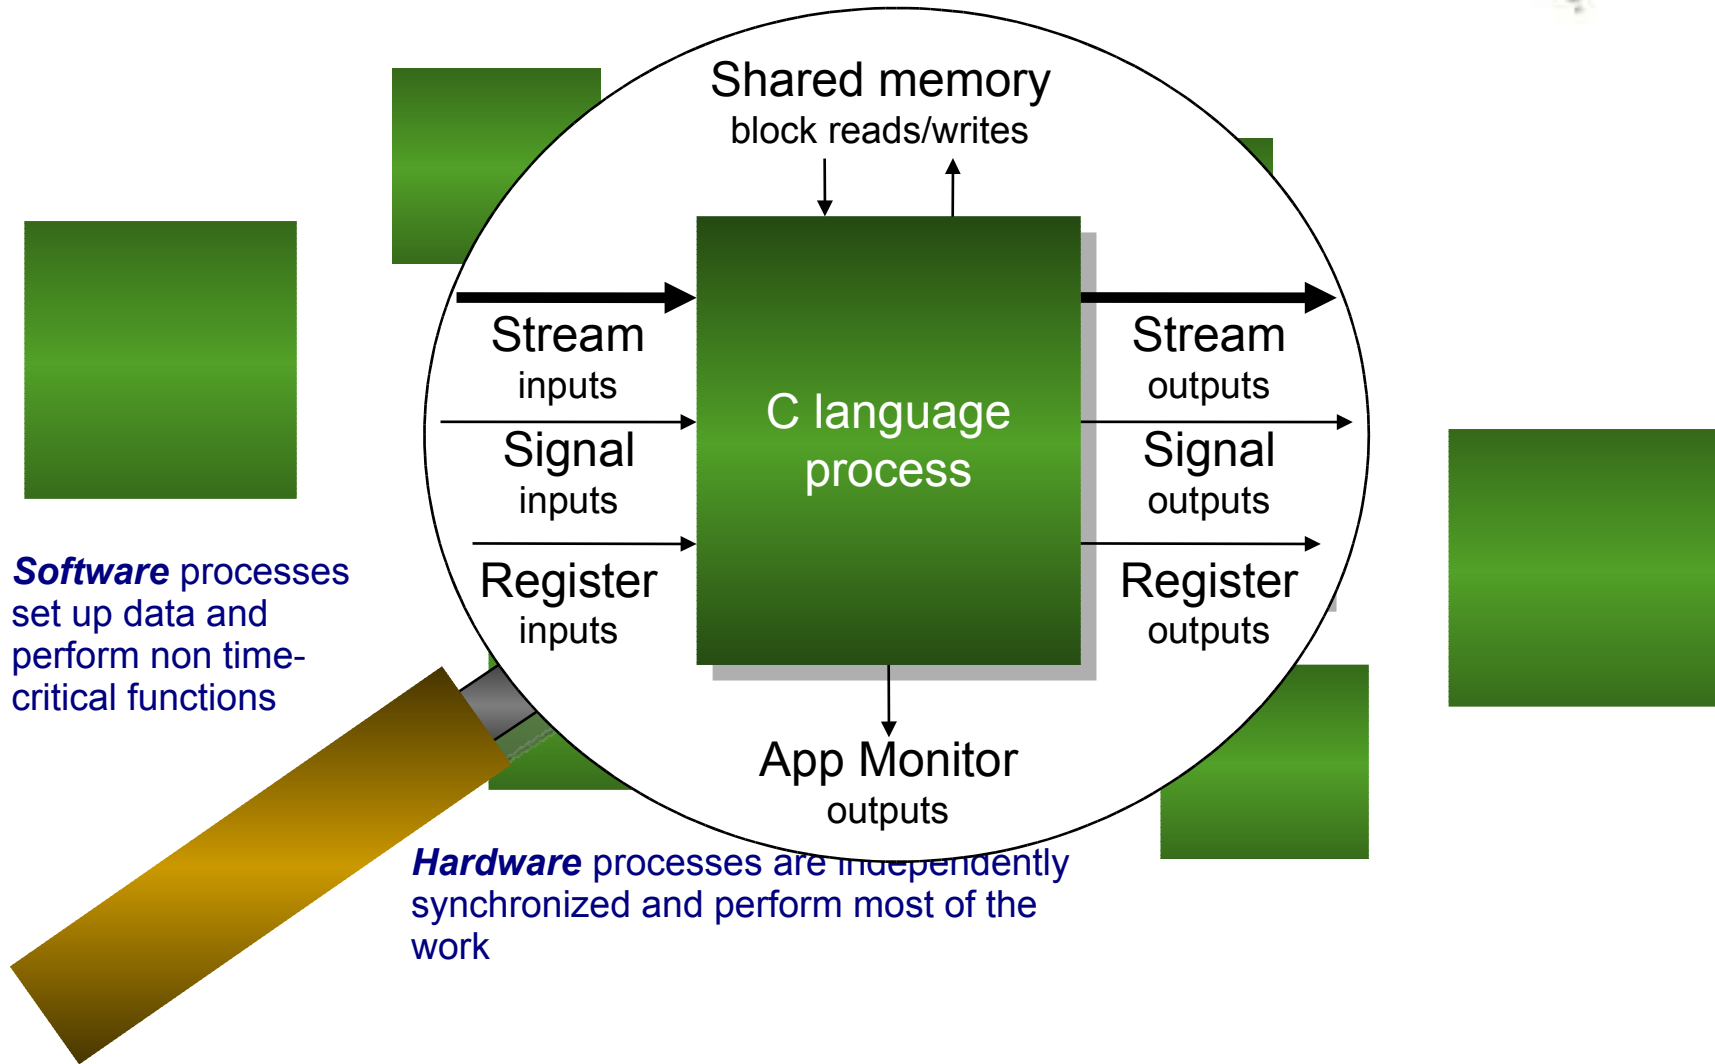 Shared memory
block reads/writes
Stream
inputs
Signal
inputs
Register
inputs
C language
process
Stream
outputs
Signal
outputs
Register
outputs
App Monitor
outputs
Software processes
set up data and
perform non time-
critical functions
Hardware processes are independently
synchronized and perform most of the
work